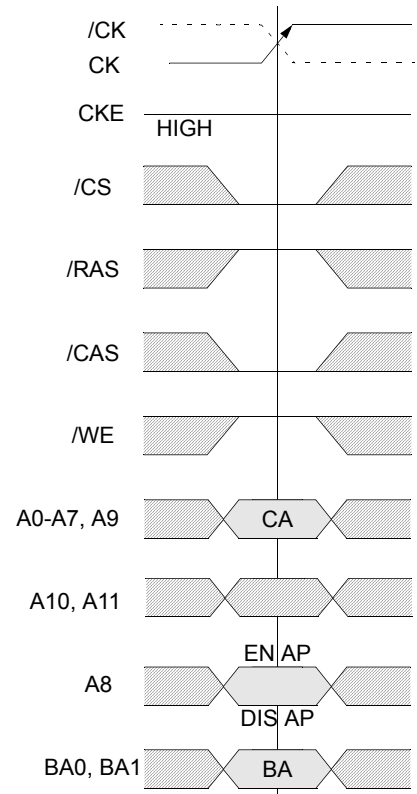 /CK
CK
CKE
HIGH
/CS
/RAS
/CAS
/WE
A0-A7, A9
CA
A10, A11
EN AP
A8
DIS AP
BA0, BA1
BA